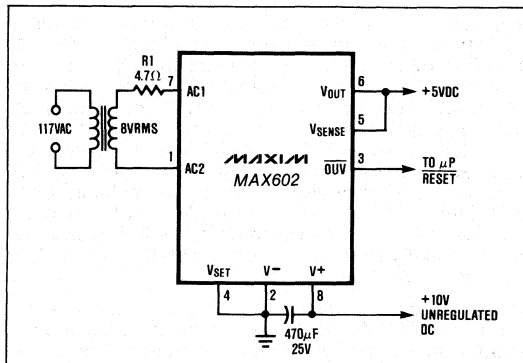 R1
4.7Ω
7
AC1
117VAC
8VRMS
1
AC2
MAXIM
MAX602
6
VOUT
+5VDC
5
VSENSE
3
OUV
TO µP
RESET
VSET
V−
V+
4
2
8
470µF
25V
+10V
UNREGULATED
DC